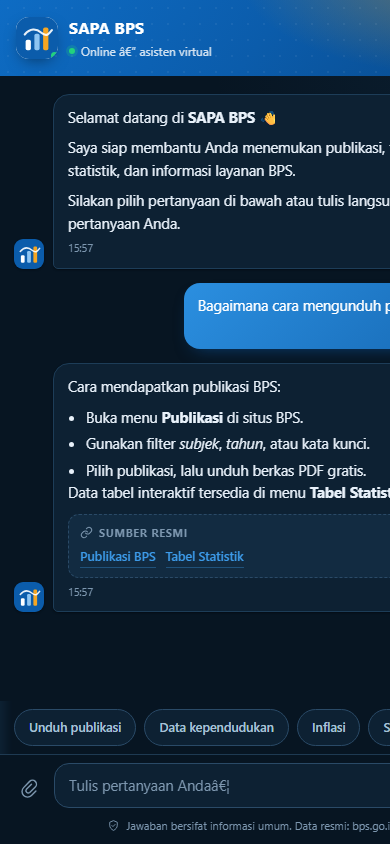 SAPA BPS
Online â€" asisten virtual
Selamat datang di SAPA BPS 👋
Saya siap membantu Anda menemukan publikasi,
statistik, dan informasi layanan BPS.
Silakan pilih pertanyaan di bawah atau tulis langsu
pertanyaan Anda.
15:57
Bagaimana cara mengunduh p
Cara mendapatkan publikasi BPS:
• Buka menu Publikasi di situs BPS.
• Gunakan filter subjek, tahun, atau kata kunci.
• Pilih publikasi, lalu unduh berkas PDF gratis.
Data tabel interaktif tersedia di menu Tabel Statist
SUMBER RESMI
Publikasi BPS Tabel Statistik
15:57
Unduh publikasi Data kependudukan Inflasi S
Tulis pertanyaan Andaâ€¦
Jawaban bersifat informasi umum. Data resmi: bps.go.i